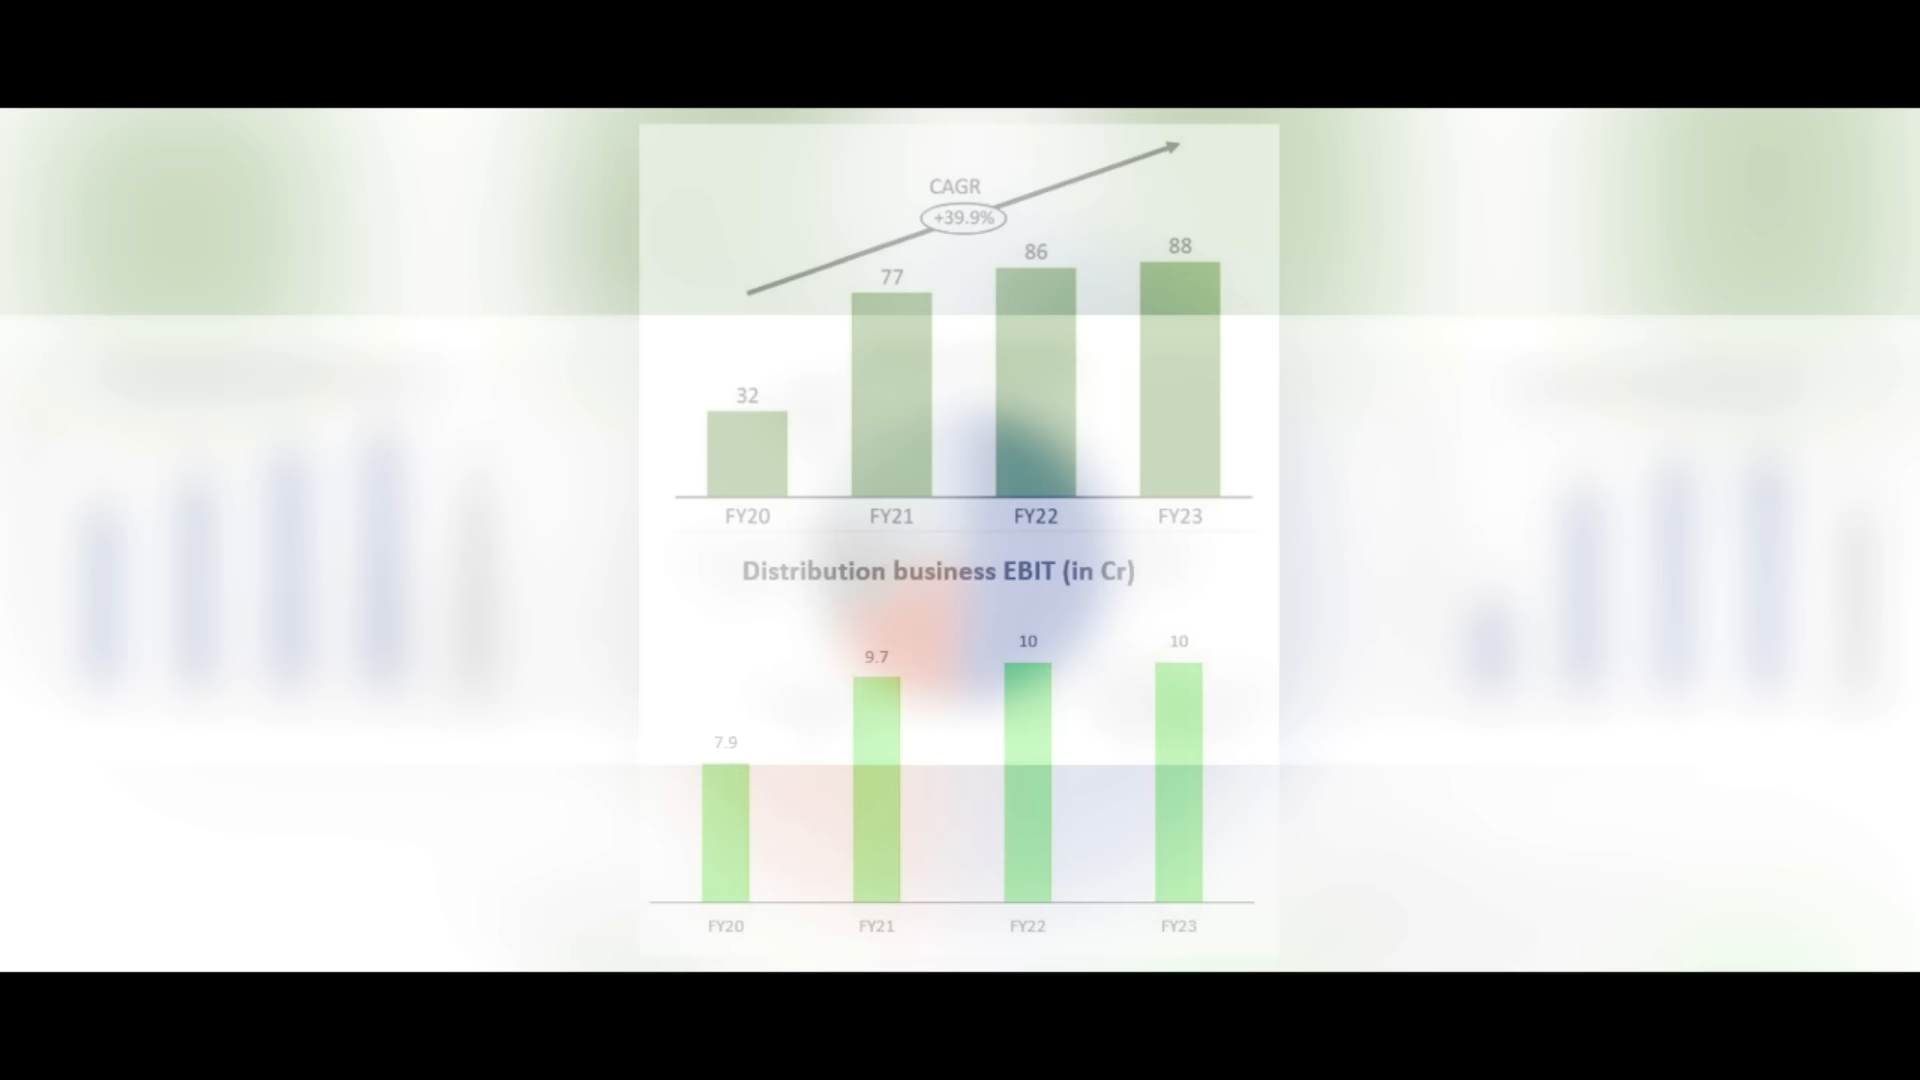 CAGR
+39.9%
32 77 86 88
FY20 FY21 FY22 FY23
Distribution business EBIT (in Cr)
7.9 9.7 10 10
FY20 FY21 FY22 FY23